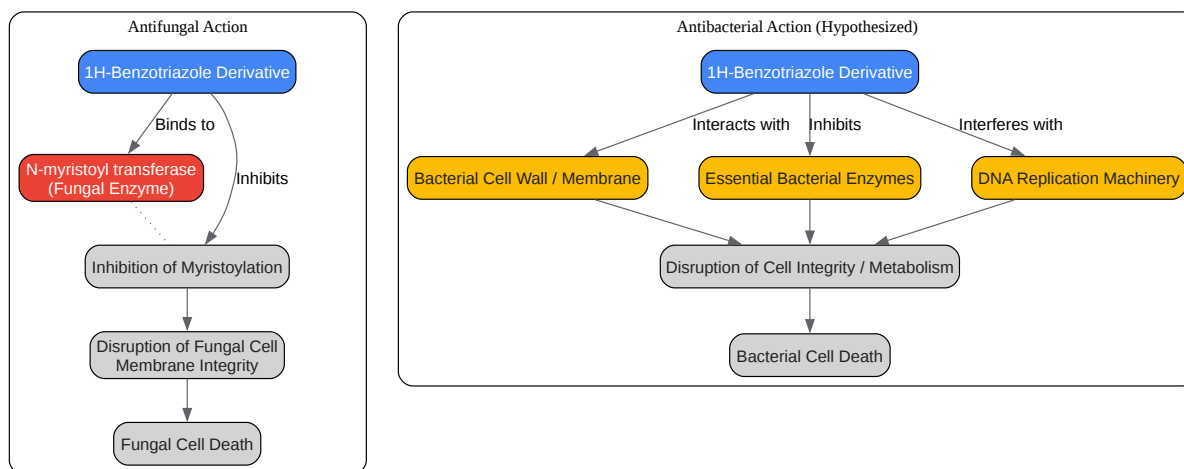 Antifungal Action
1H-Benzotriazole Derivative
Binds to
N-myristoyl transferase
(Fungal Enzyme)
Inhibits
Inhibition of Myristoylation
Disruption of Fungal Cell
Membrane Integrity
Fungal Cell Death
Antibacterial Action (Hypothesized)
1H-Benzotriazole Derivative
Interacts with
Inhibits
Interferes with
Bacterial Cell Wall / Membrane
Essential Bacterial Enzymes
DNA Replication Machinery
Disruption of Cell Integrity / Metabolism
Bacterial Cell Death